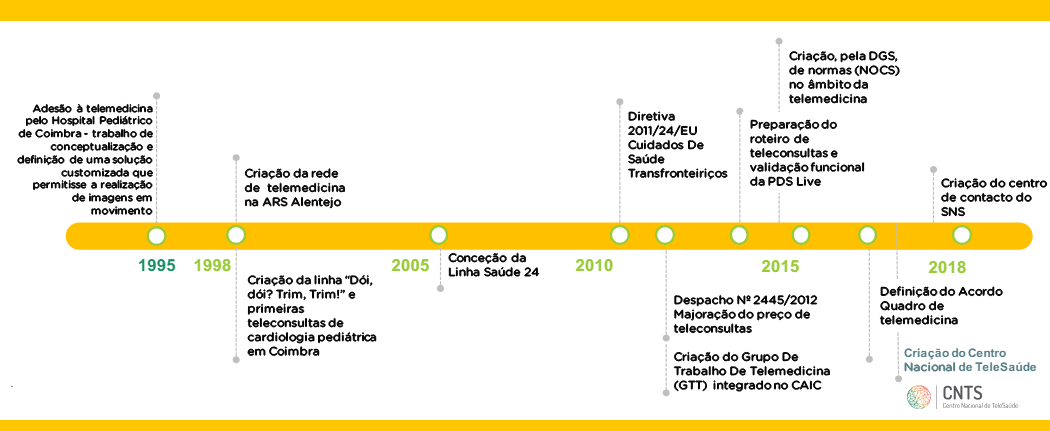 Adesão à telemedicina
pelo Hospital Pediátrico
de Coimbra - trabalho de
conceptualização e
definição de uma solução
customizada que
permitisse a realização
de imagens em
movimento
1995
Criação da rede
de telemedicina
na ARS Alentejo
1998
Criação da linha “Dói,
dói? Trim, Trim!” e
primeiras
teleconsultas de
cardiologia pediátrica
em Coimbra
2005
Conceção da
Linha Saúde 24
2010
Diretiva
2011/24/EU
Cuidados De
Saúde
Transfronteiriços
Despacho Nº 2445/2012
Majoração do preço de
teleconsultas
Criação do Grupo De
Trabalho De Telemedicina
(GTT) integrado no CAIC
Preparação do
roteiro de
teleconsultas e
validação funcional
da PDS Live
Criação, pela DGS,
de normas (NOCS)
no âmbito da
telemedicina
2015
Definição do Acordo
Quadro de
telemedicina
Criação do Centro
Nacional de TeleSaúde
Criação do centro
de contacto do
SNS
2018
CNTS
Centro Nacional de TeleSaúde